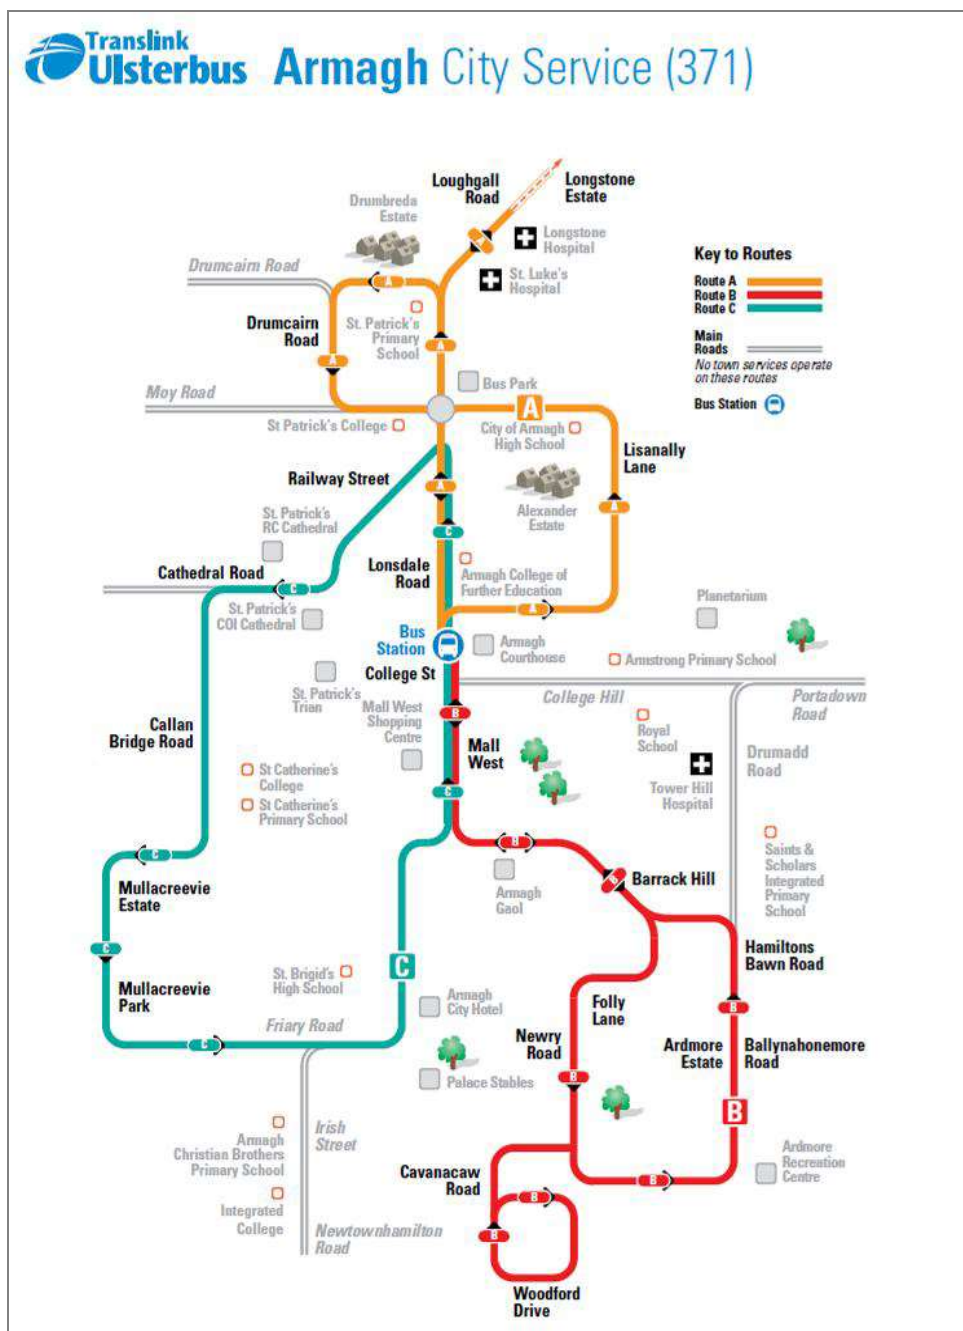 Translink
Ulsterbus
Armagh City Service (371)
Loughgall
Road
Longstone
Estate
Drumbreda
Estate
Longstone
Hospital
St. Luke's
Hospital
Key to Routes
Route A
Route B
Route C
Main
Roads
No town services operate
on these routes
Bus Station
Drumcairn Road
A
Drumcairn
Road
St. Patrick's
Primary
School
A
A
Bus Park
Moy Road
A
St Patrick's College
City of Armagh
High School
Lisanally
Lane
Railway Street
A
Alexander
Estate
A
St. Patrick's
RC Cathedral
C
Cathedral Road
C
Lonsdale
Road
Armagh College of
Further Education
A
St. Patrick's
COI Cathedral
Planetarium
Bus
Station
Armagh
Courthouse
Armstrong Primary School
College St
St. Patrick's
Trian
College Hill
Portadown
Road
Mall West
Shopping
Centre
B
Callan
Bridge Road
Mall
West
Royal
School
Drumadd
Road
St Catherine's
College
St Catherine's
Primary School
C
Tower Hill
Hospital
C
B
Saints &
Scholars
Integrated
Primary
School
Mullacreevie
Estate
Armagh
Gaol
B
Barrack Hill
C
Mullacreevie
Park
St. Brigid's
High School
C
Hamiltons
Bawn Road
Armagh
City Hotel
Folly
Lane
B
Friary Road
C
Newry
Road
Ardmore
Estate
Ballynahonemore
Road
Palace Stables
B
B
Irish
Street
Armagh
Christian Brothers
Primary School
Cavanacaw
Road
B
Ardmore
Recreation
Centre
Integrated
College
Newtownhamilton
Road
B
B
Woodford
Drive